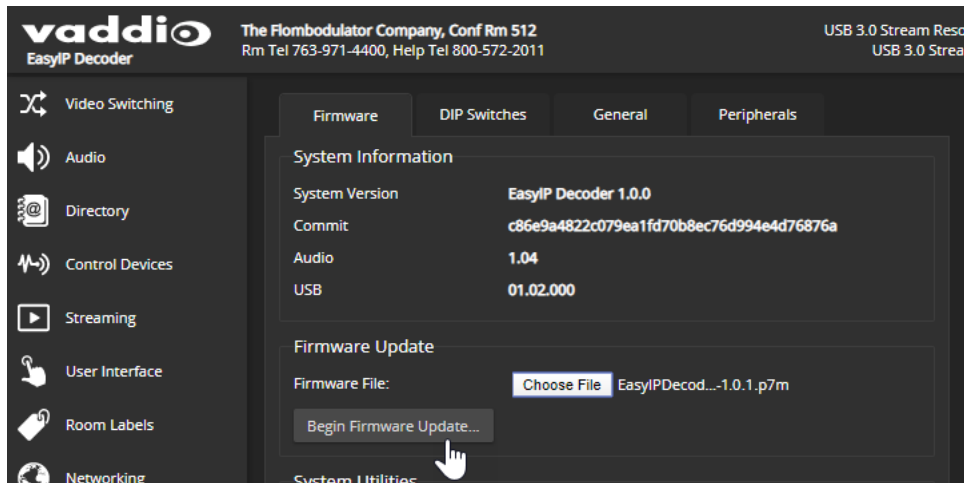 vaddio
EasyIP Decoder
The Flombodulator Company, Conf Rm 512
Rm Tel 763-971-4400, Help Tel 800-572-2011
USB 3.0 Stream Reso
USB 3.0 Strea
Video Switching
Audio
Directory
Control Devices
Streaming
User Interface
Room Labels
Networking
Firmware
DIP Switches
General
Peripherals
System Information
System Version EasyIP Decoder 1.0.0
Commit c86e9a4822c079ea1fd70b8ec76d994e4d76876a
Audio 1.04
USB 01.02.000
Firmware Update
Firmware File: Choose File EasyIPDecod...-1.0.1.p7m
Begin Firmware Update...
System Utilities